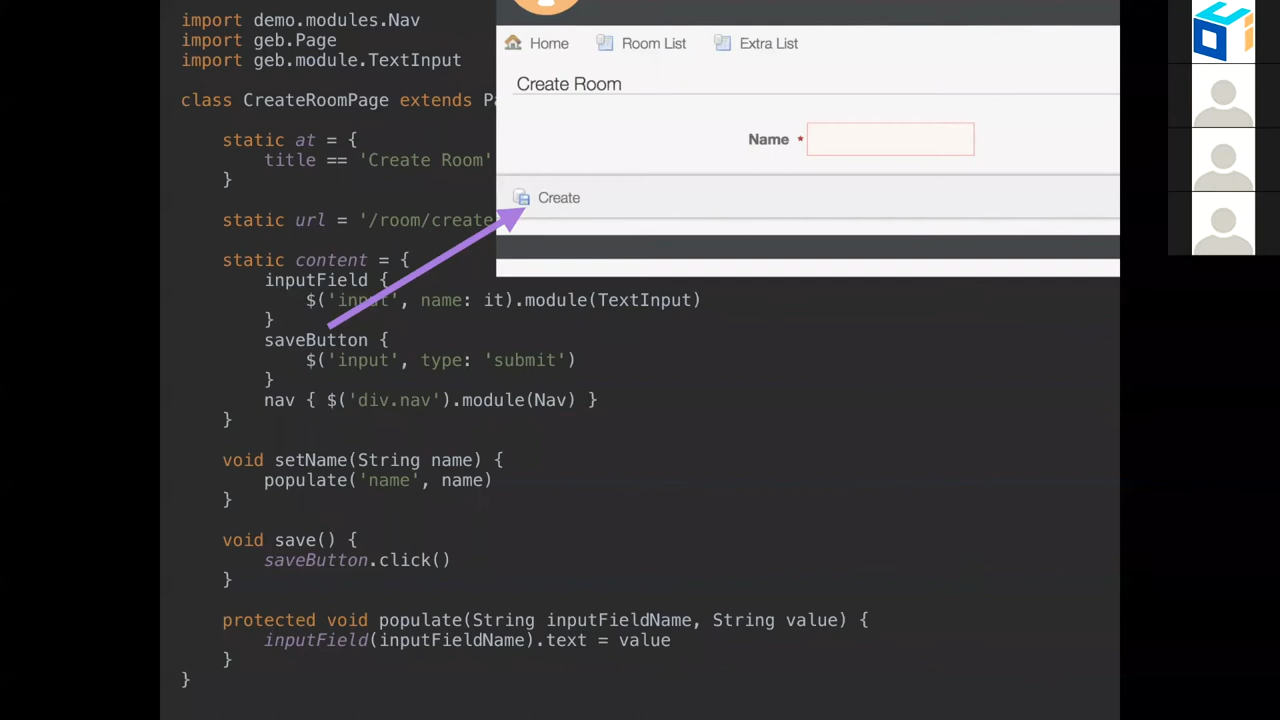 import demo.modules.Nav
import geb.Page
import geb.module.TextInput
class CreateRoomPage extends
static at = {
title == 'Create Room'
}
static url = '/room/create
static content = {
inputField {
$('input', name: it).module(TextInput)
}
saveButton {
$('input', type: 'submit')
}
nav { $('div.nav').module(Nav) }
}
void setName(String name) {
populate('name', name)
}
void save() {
saveButton.click()
}
protected void populate(String inputFieldName, String value) {
inputField(inputFieldName).text = value
}
}
Home Room List Extra List
Create Room
Name *
Create